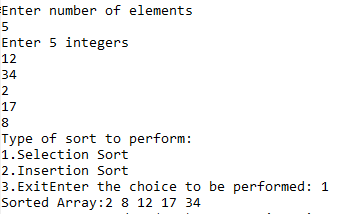 Enter number of elements
5
Enter 5 integers
12
34
2
17
8
Type of sort to perform:
1.Selection Sort
2.Insertion Sort
3.ExitEnter the choice to be performed: 1
Sorted Array:2 8 12 17 34